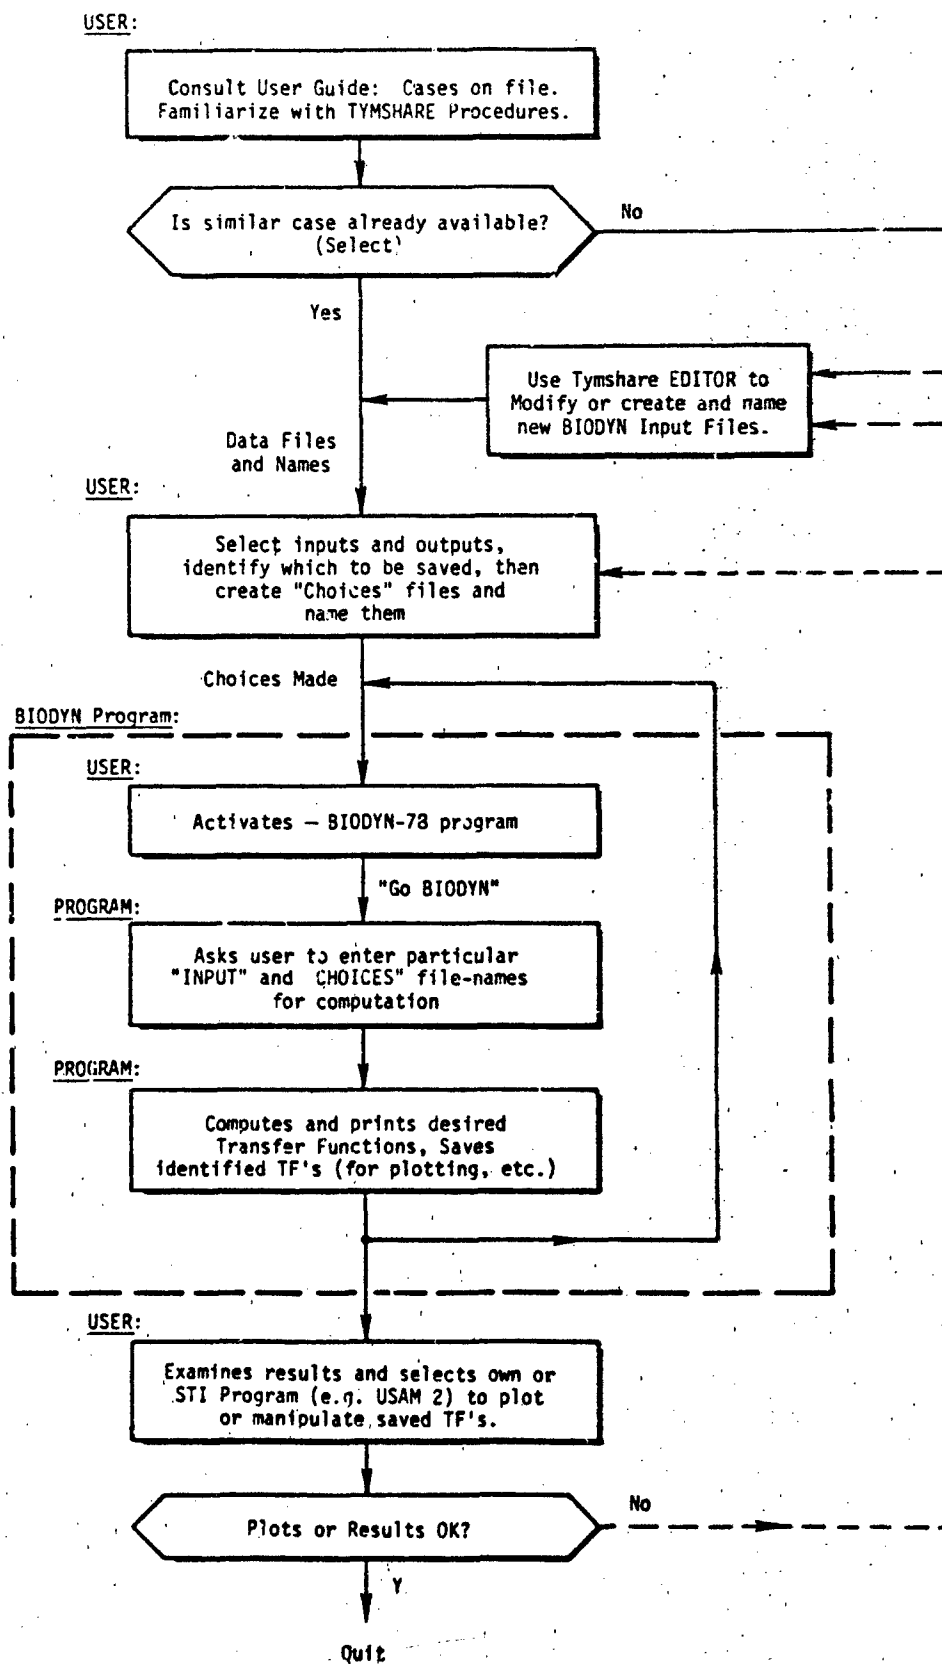 USER:
Consult User Guide: Cases on file.
Familiarize with TYMSHARE Procedures.
Is similar case already available?
(Select)
No
Yes
Use Tymshare EDITOR to
Modify or create and name
new BIODYN Input Files.
Data Files
and Names
USER:
Select inputs and outputs,
identify which to be saved, then
create "Choices" files and
name them
Choices Made
BIODYN Program:
USER:
Activates — BIODYN-78 program
"Go BIODYN"
PROGRAM:
Asks user to enter particular
"INPUT" and CHOICES" file-names
for computation
PROGRAM:
Computes and prints desired
Transfer Functions, Saves
identified TF's (for plotting, etc.)
USER:
Examines results and selects own or
STI Program (e.g. USAM 2) to plot
or manipulate saved TF's.
No
Plots or Results OK?
Y
Quit